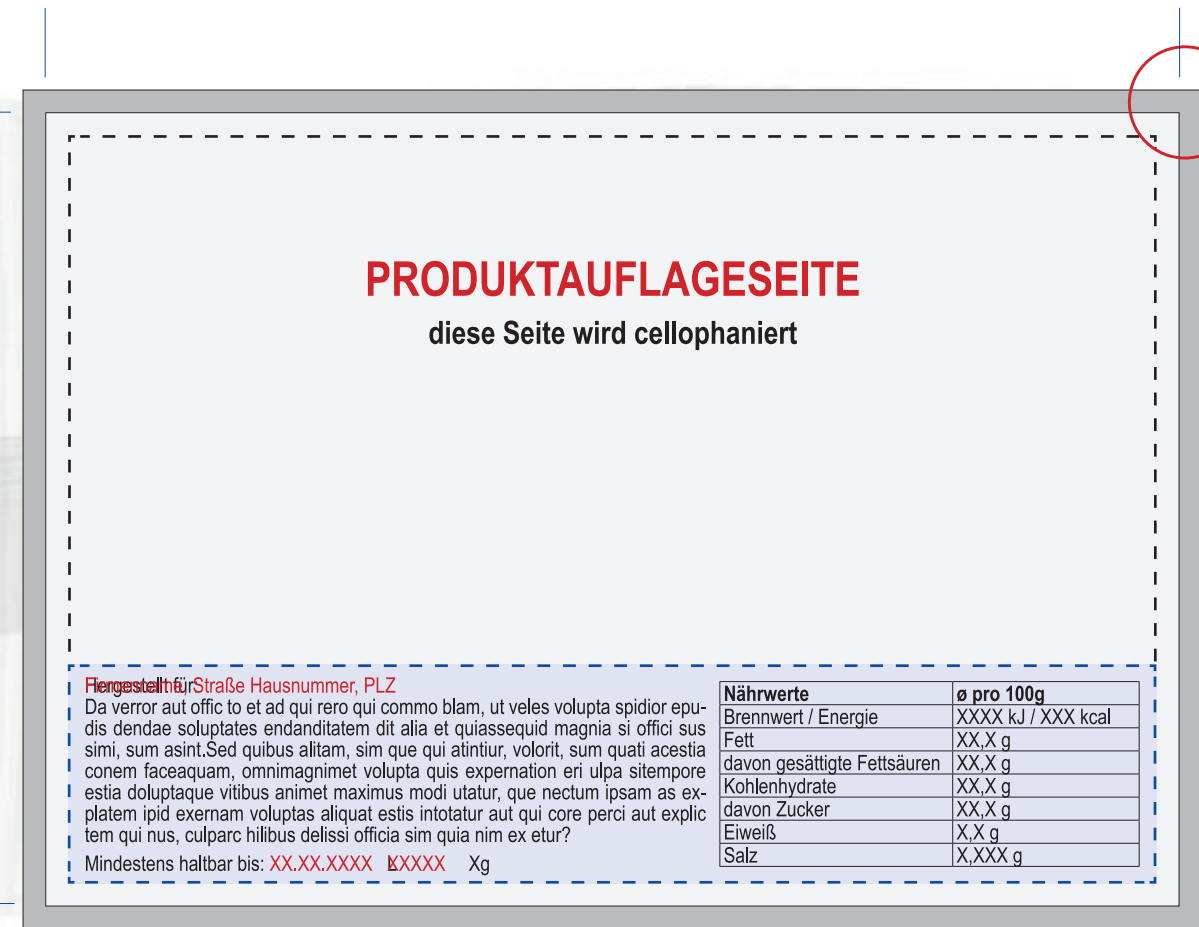 PRODUKTAUFLAGESEITE
diese Seite wird cellophaniert
Hergestellt für: Firmenname, Straße Hausnummer, PLZ
Da verror aut offic to et ad qui rero qui commo blam, ut veles volupta spidior epu-
dis dendae soluptates endanditatem dit alia et quiassequid magnia si offici sus
simi, sum asint.Sed quibus alitam, sim que qui atintiur, volorit, sum quati acestia
conem faceaquam, omnimagnimet volupta quis expernation eri ulpa sitempore
estia doluptaque vitibus animet maximus modi utatur, que nectum ipsam as ex-
platem ipid exernam voluptas aliquat estis intotatur aut qui core perci aut explic
tem qui nus, culparc hilibus delissi officia sim quia nim ex etur?
Mindestens haltbar bis: XX.XX.XXXX LXXXXX Xg
Nährwerte ø pro 100g
Brennwert / Energie XXXX kJ / XXX kcal
Fett XX,X g
davon gesättigte Fettsäuren XX,X g
Kohlenhydrate XX,X g
davon Zucker XX,X g
Eiweiß X,X g
Salz X,XXX g